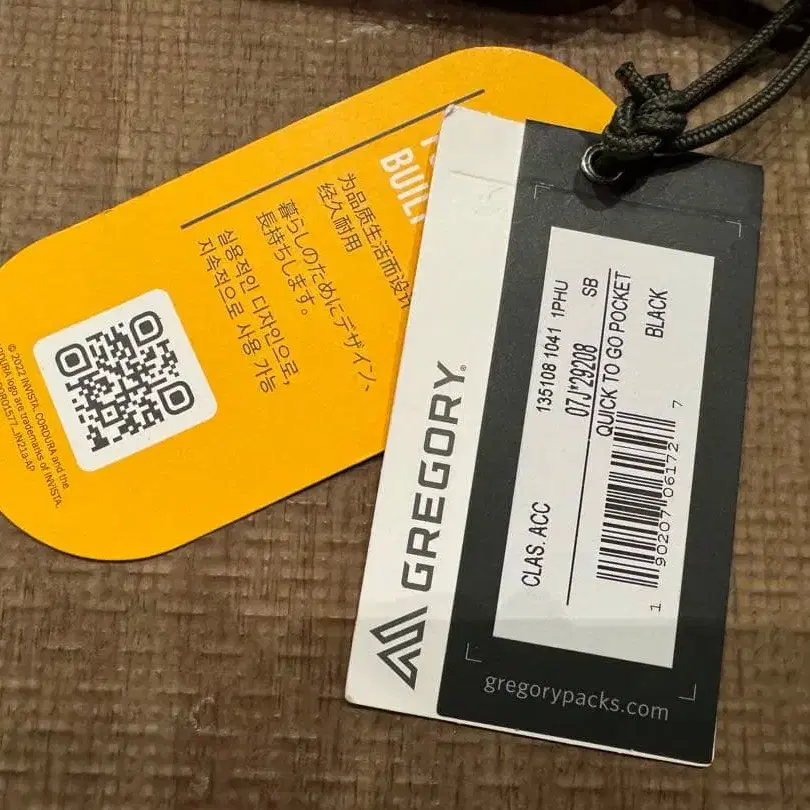 BUIL
为品质生活而设计
经久耐用
暮らしのためにデザイン、
長持ちします。
실용적인 디자인으로,
지속적으로 사용 가능
© 2022 INVISTA. CORDURA and the
CORDURA logo are trademarks of INVISTA.
GREGORY®
CLAS. ACC
135108 1041 1PHU
07J*29208 SB
QUICK TO GO POCKET
BLACK
1 90207 06172 7
gregorypacks.com